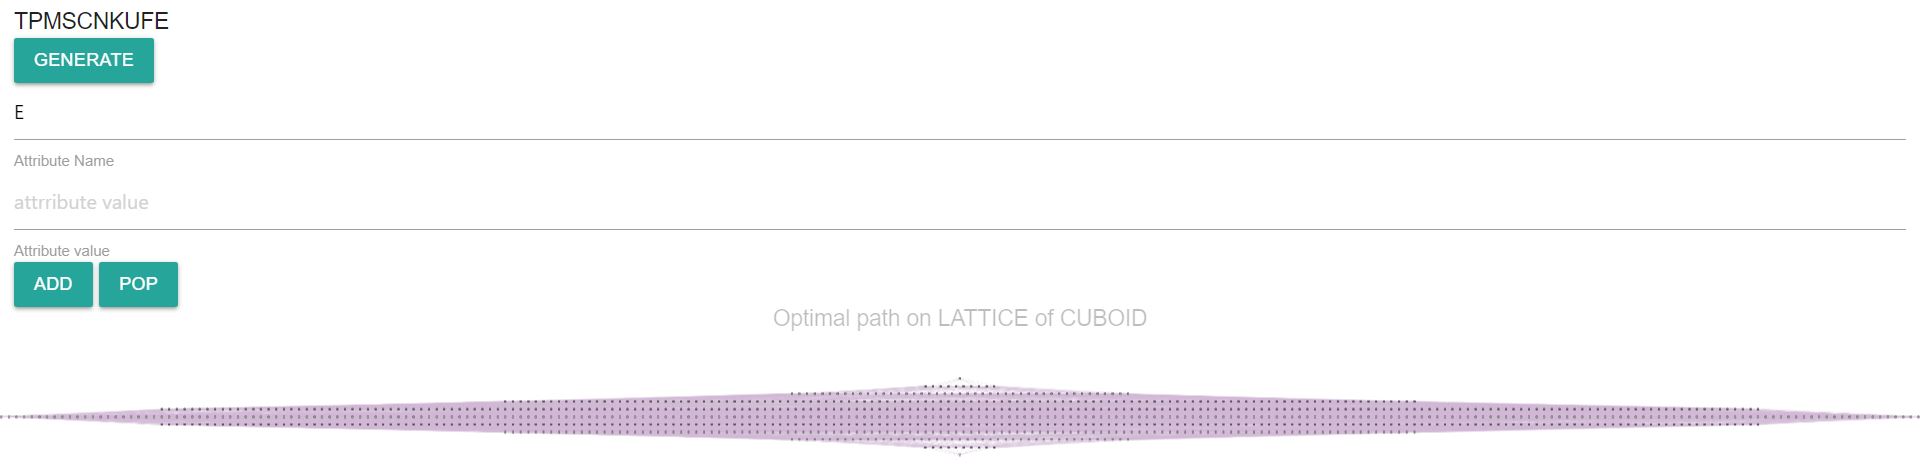 TPMSCNKUFE
GENERATE
E
Attribute Name
attrribute value
Attribute value
ADD POP
Optimal path on LATTICE of CUBOID